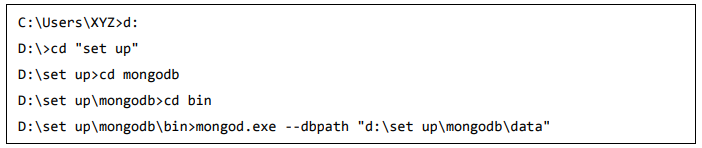 C:\Users\XYZ>d:
D:\>cd "set up"
D:\set up>cd mongodb
D:\set up\mongodb>cd bin
D:\set up\mongodb\bin>mongod.exe --dbpath "d:\set up\mongodb\data"